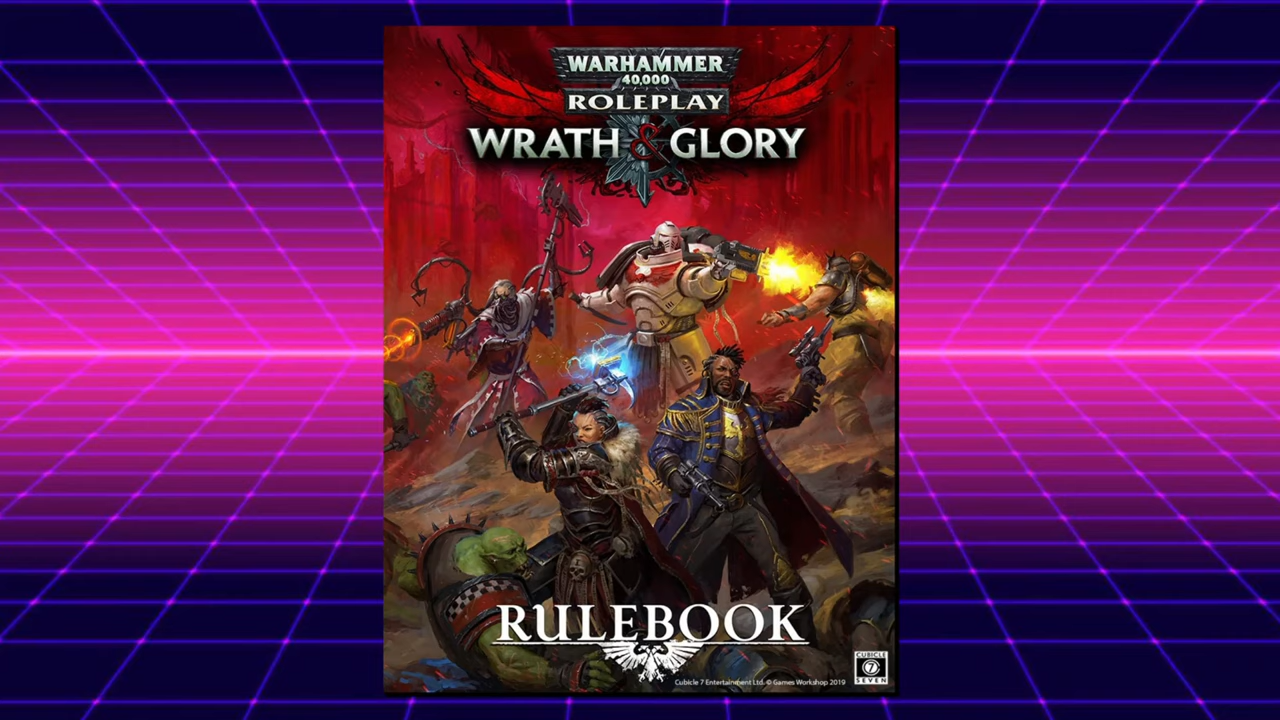 WARHAMMER
40,000
ROLEPLAY
WRATH & GLORY
RULEBOOK
CUBICLE
7
SEVEN
Cubicle 7 Entertainment Ltd. © Games Workshop 2019